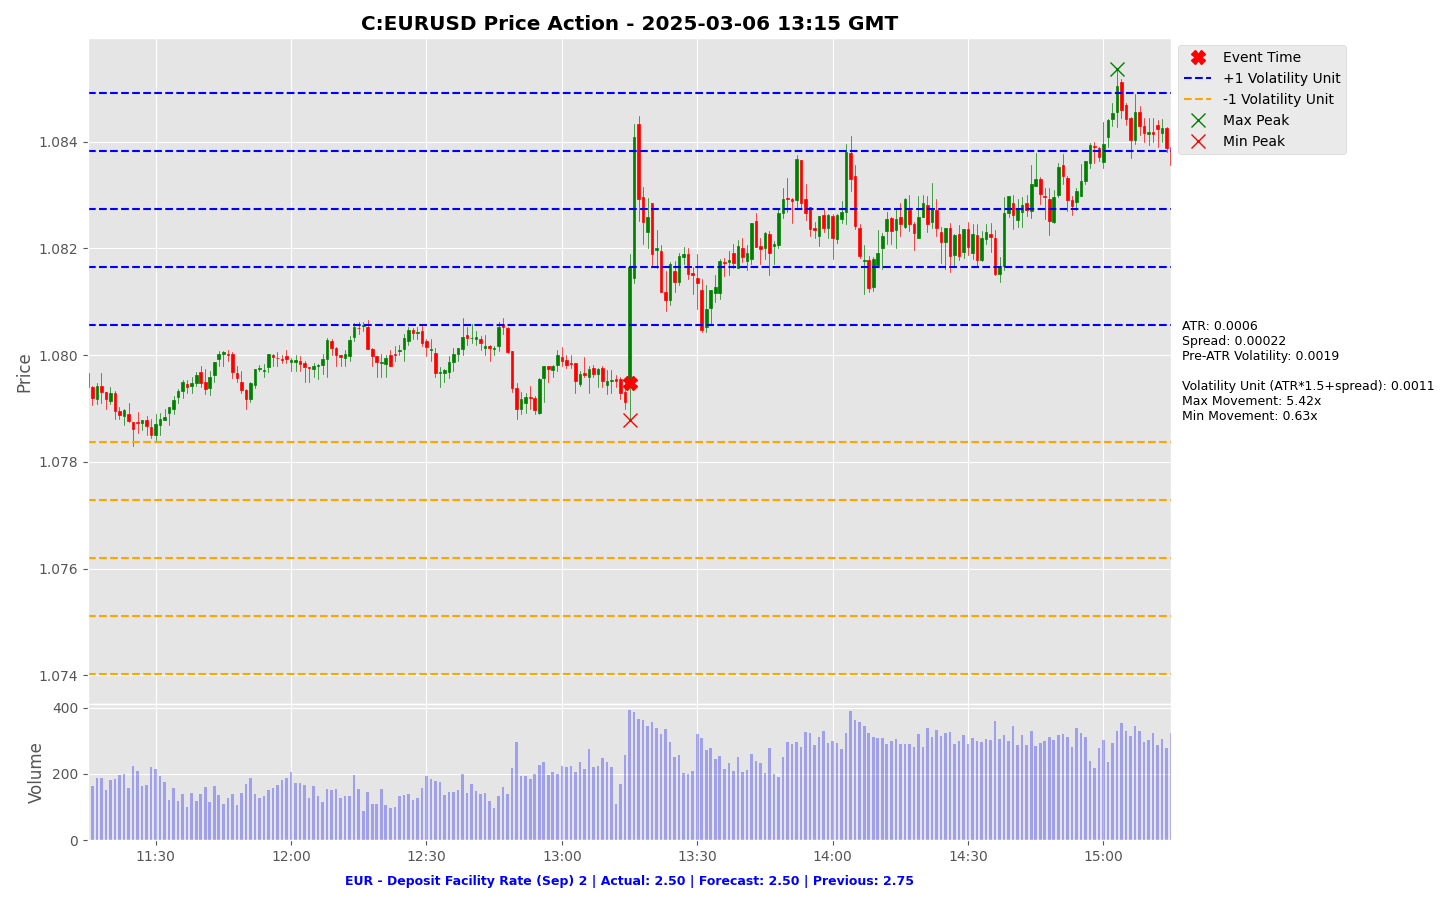 C:EURUSD Price Action - 2025-03-06 13:15 GMT
Event Time
+1 Volatility Unit
-1 Volatility Unit
Max Peak
Min Peak
Price
1.084
1.082
1.080
1.078
1.076
1.074
ATR: 0.0006
Spread: 0.00022
Pre-ATR Volatility: 0.0019
Volatility Unit (ATR*1.5+spread): 0.0011
Max Movement: 5.42x
Min Movement: 0.63x
Volume
400
200
0
11:30 12:00 12:30 13:00 13:30 14:00 14:30 15:00
EUR - Deposit Facility Rate (Sep) 2 | Actual: 2.50 | Forecast: 2.50 | Previous: 2.75